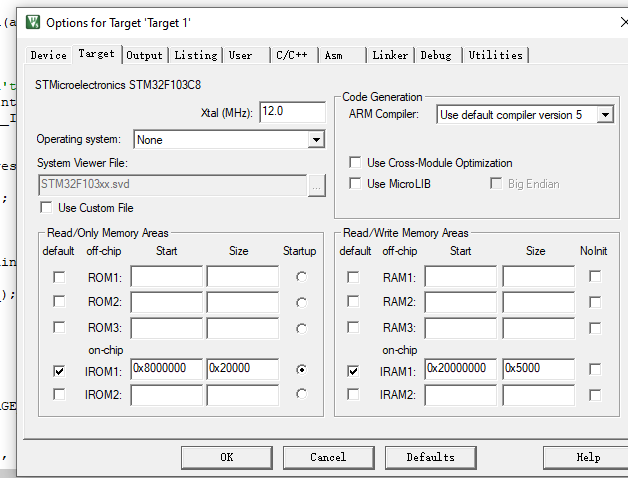 Options for Target 'Target 1'
Device Target Output Listing User C/C++ Asm Linker Debug Utilities
STMicroelectronics STM32F103C8
Xtal (MHz): 12.0
Operating system: None
System Viewer File:
STM32F103xx.svd ...
Use Custom File
Code Generation
ARM Compiler: Use default compiler version 5
Use Cross-Module Optimization
Use MicroLIB Big Endian
Read/Only Memory Areas
default off-chip Start Size Startup
ROM1:
ROM2:
ROM3:
on-chip
IROM1: 0x8000000 0x20000
IROM2:
Read/Write Memory Areas
default off-chip Start Size NoInit
RAM1:
RAM2:
RAM3:
on-chip
IRAM1: 0x20000000 0x5000
IRAM2:
OK Cancel Defaults Help